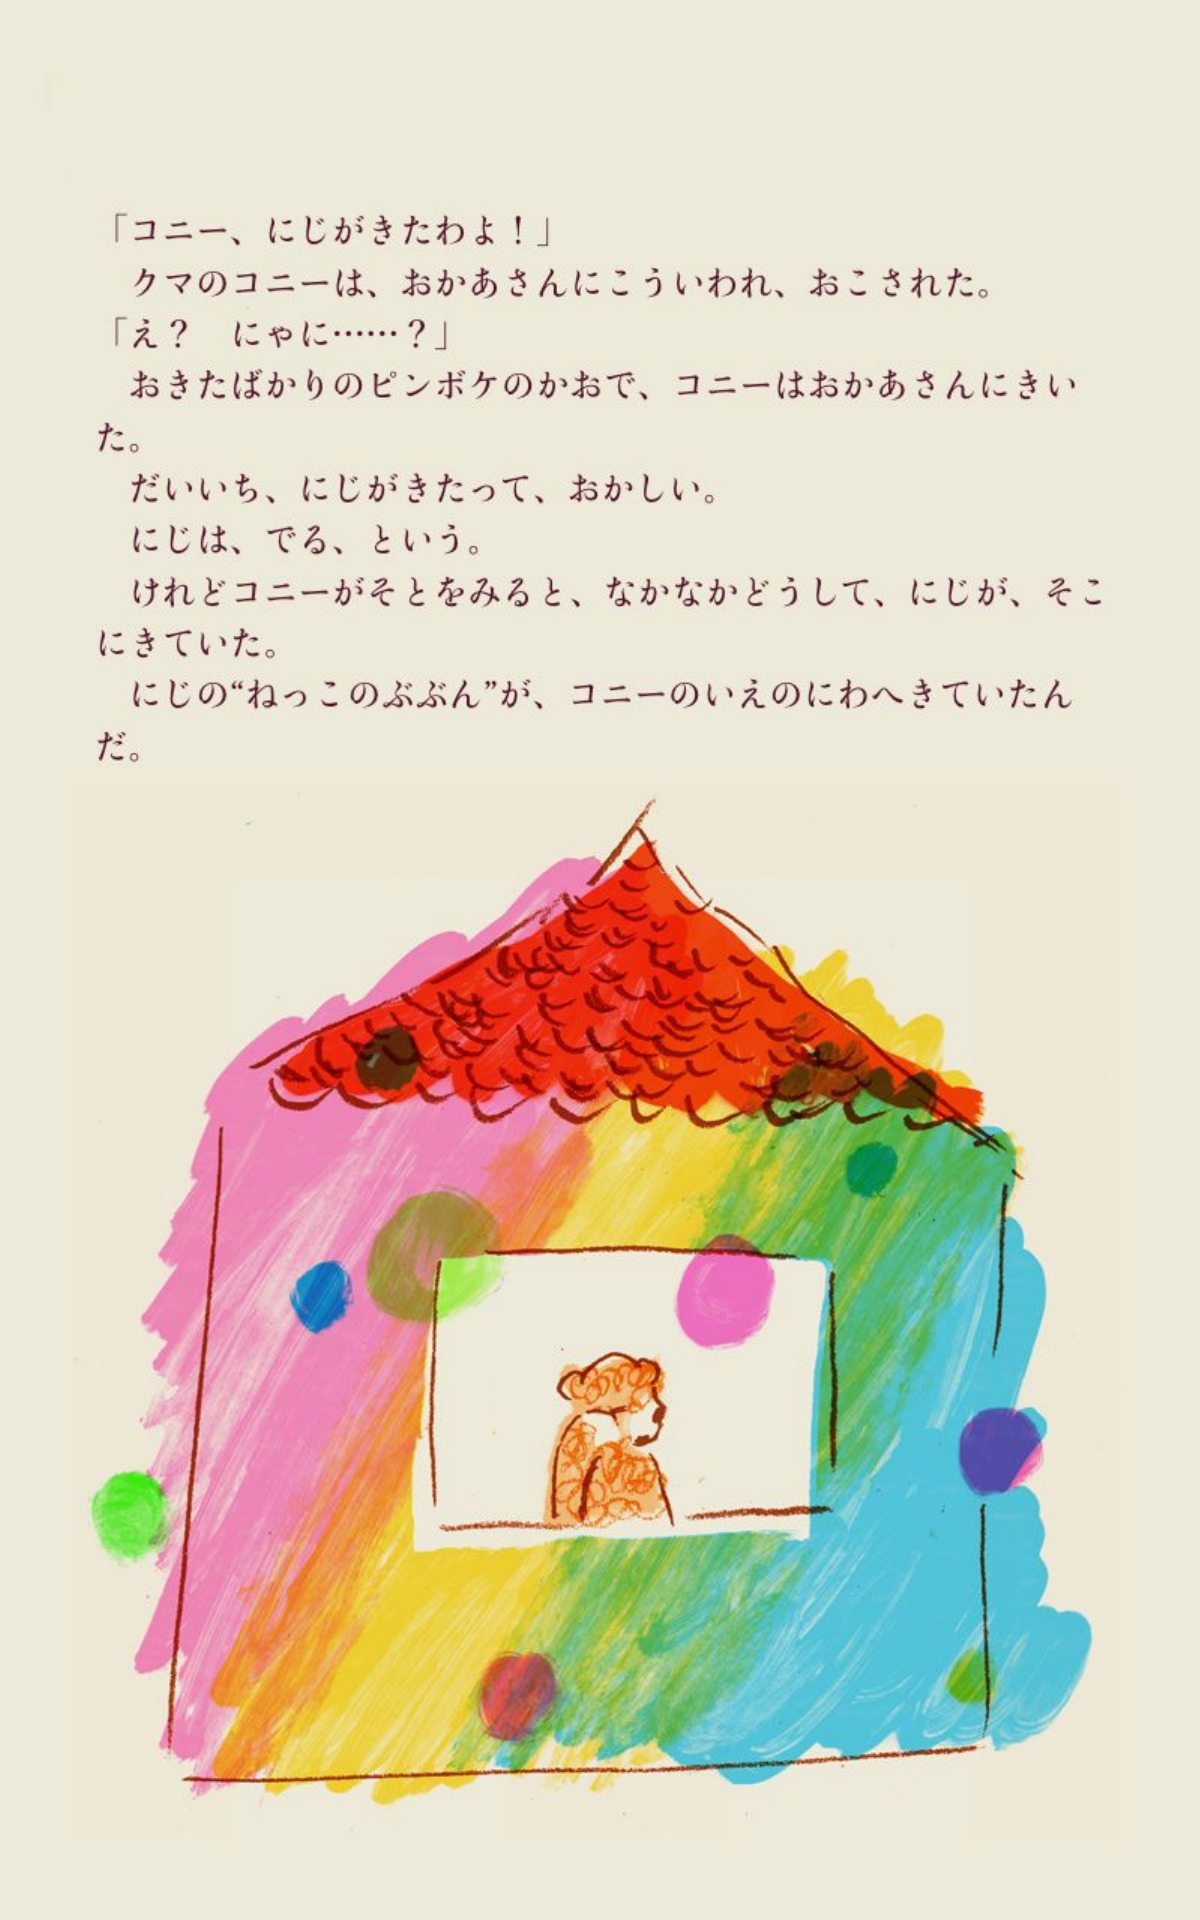 「コニー、にじがきたわよ！」
　クマのコニーは、おかあさんにこういわれ、おこされた。
「え？　にゃに……？」
　おきたばかりのピンボケのかおで、コニーはおかあさんにきい
た。
　だいいち、にじがきたって、おかしい。
　にじは、でる、という。
　けれどコニーがそとをみると、なかなかどうして、にじが、そこ
にきていた。
　にじの“ねっこのぶぶん”が、コニーのいえのにわへきていたん
だ。